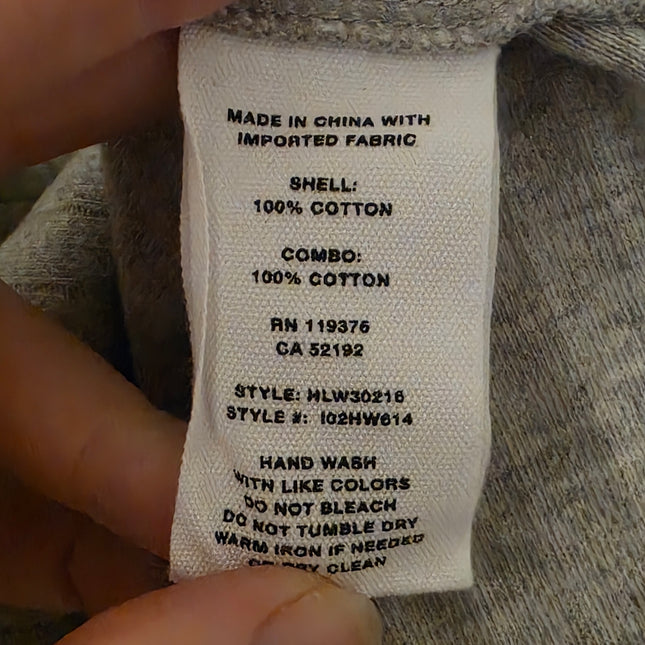 MADE IN CHINA WITH
IMPORTED FABRIC
SHELL:
100% COTTON
COMBO:
100% COTTON
RN 119376
CA 52192
STYLE: HLW30216
STYLE #: I02HW614
HAND WASH
WITH LIKE COLORS
DO NOT BLEACH
DO NOT TUMBLE DRY
WARM IRON IF NEEDED
OR DRY CLEAN